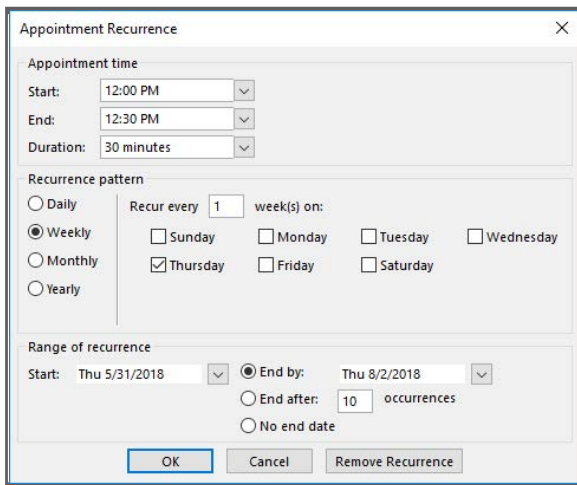 Appointment Recurrence
Appointment time
Start: 12:00 PM
End: 12:30 PM
Duration: 30 minutes
Recurrence pattern
Daily Recur every 1 week(s) on:
Weekly Sunday Monday Tuesday Wednesday
Monthly Thursday Friday Saturday
Yearly
Range of recurrence
Start: Thu 5/31/2018 End by: Thu 8/2/2018
End after: 10 occurrences
No end date
OK Cancel Remove Recurrence